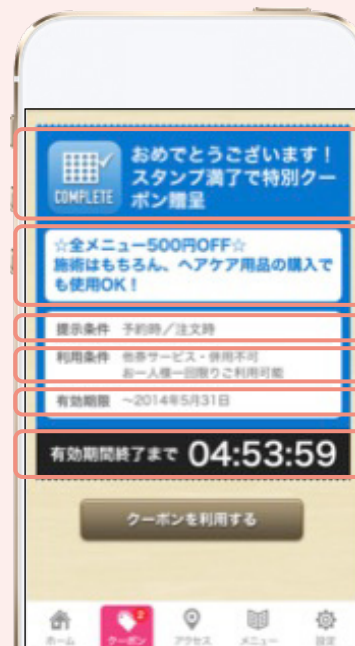 おめでとうございます！
スタンプ満了で特別クー
ポン贈呈
COMPLETE
☆全メニュー500円OFF☆
施術はもちろん、ヘアケア用品の購入で
も使用OK！
提示条件 予約時／注文時
利用条件 他券サービス・併用不可
お一人様一回限りご利用可能
有効期限 〜2014年5月31日
有効期間終了まで 04:53:59
クーポンを利用する
2
ホーム クーポン アクセス メニュー 設定